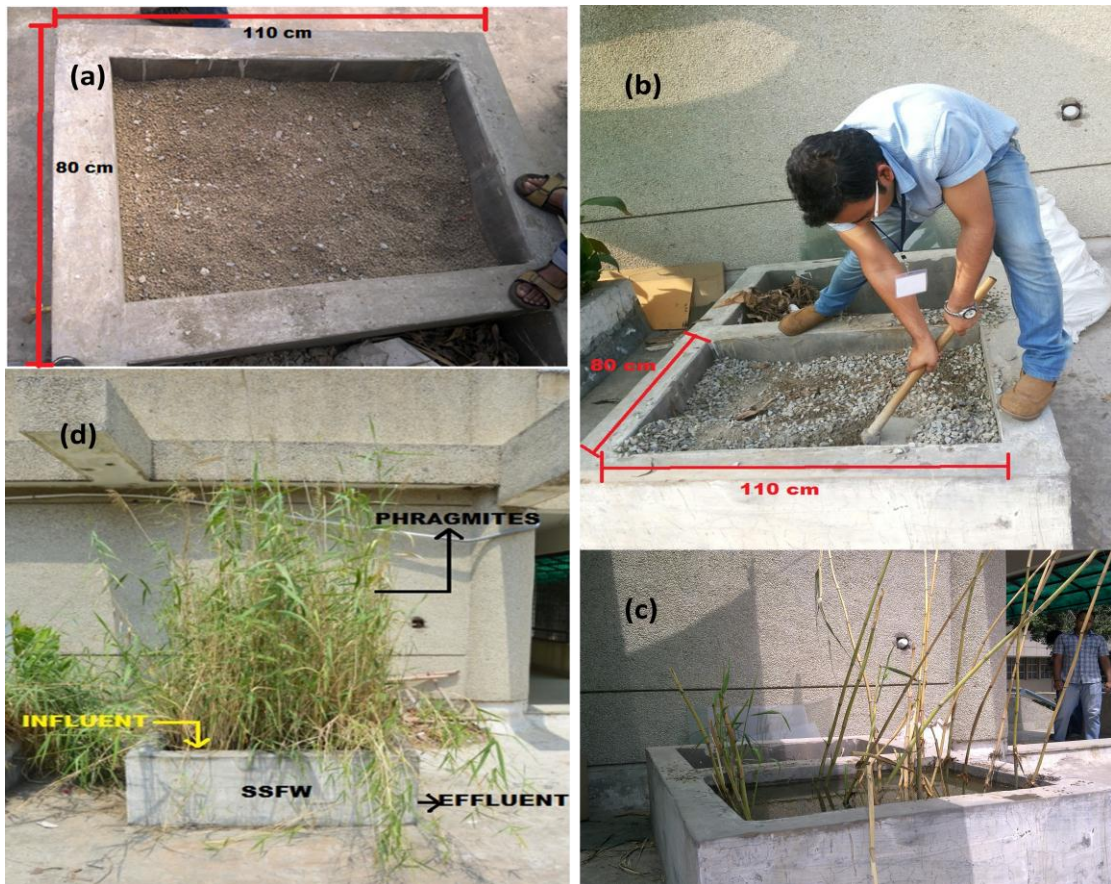 110 cm
(a)
80 cm
(b)
80 cm
110 cm
(d)
PHRAGMITES
INFLUENT
SSFW
EFFLUENT
(c)